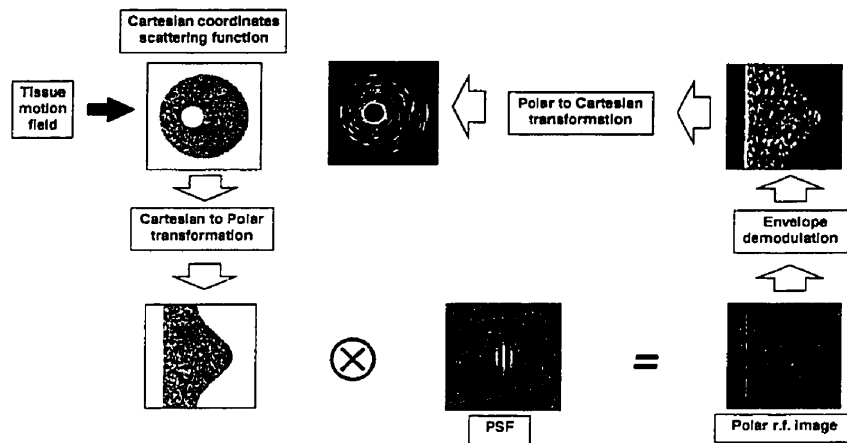 Cartesian coordinates
scattering function
Tissue
motion
field
Polar to Cartesian
transformation
Cartesian to Polar
transformation
Envelope
demodulation
PSF
Polar r.f. image